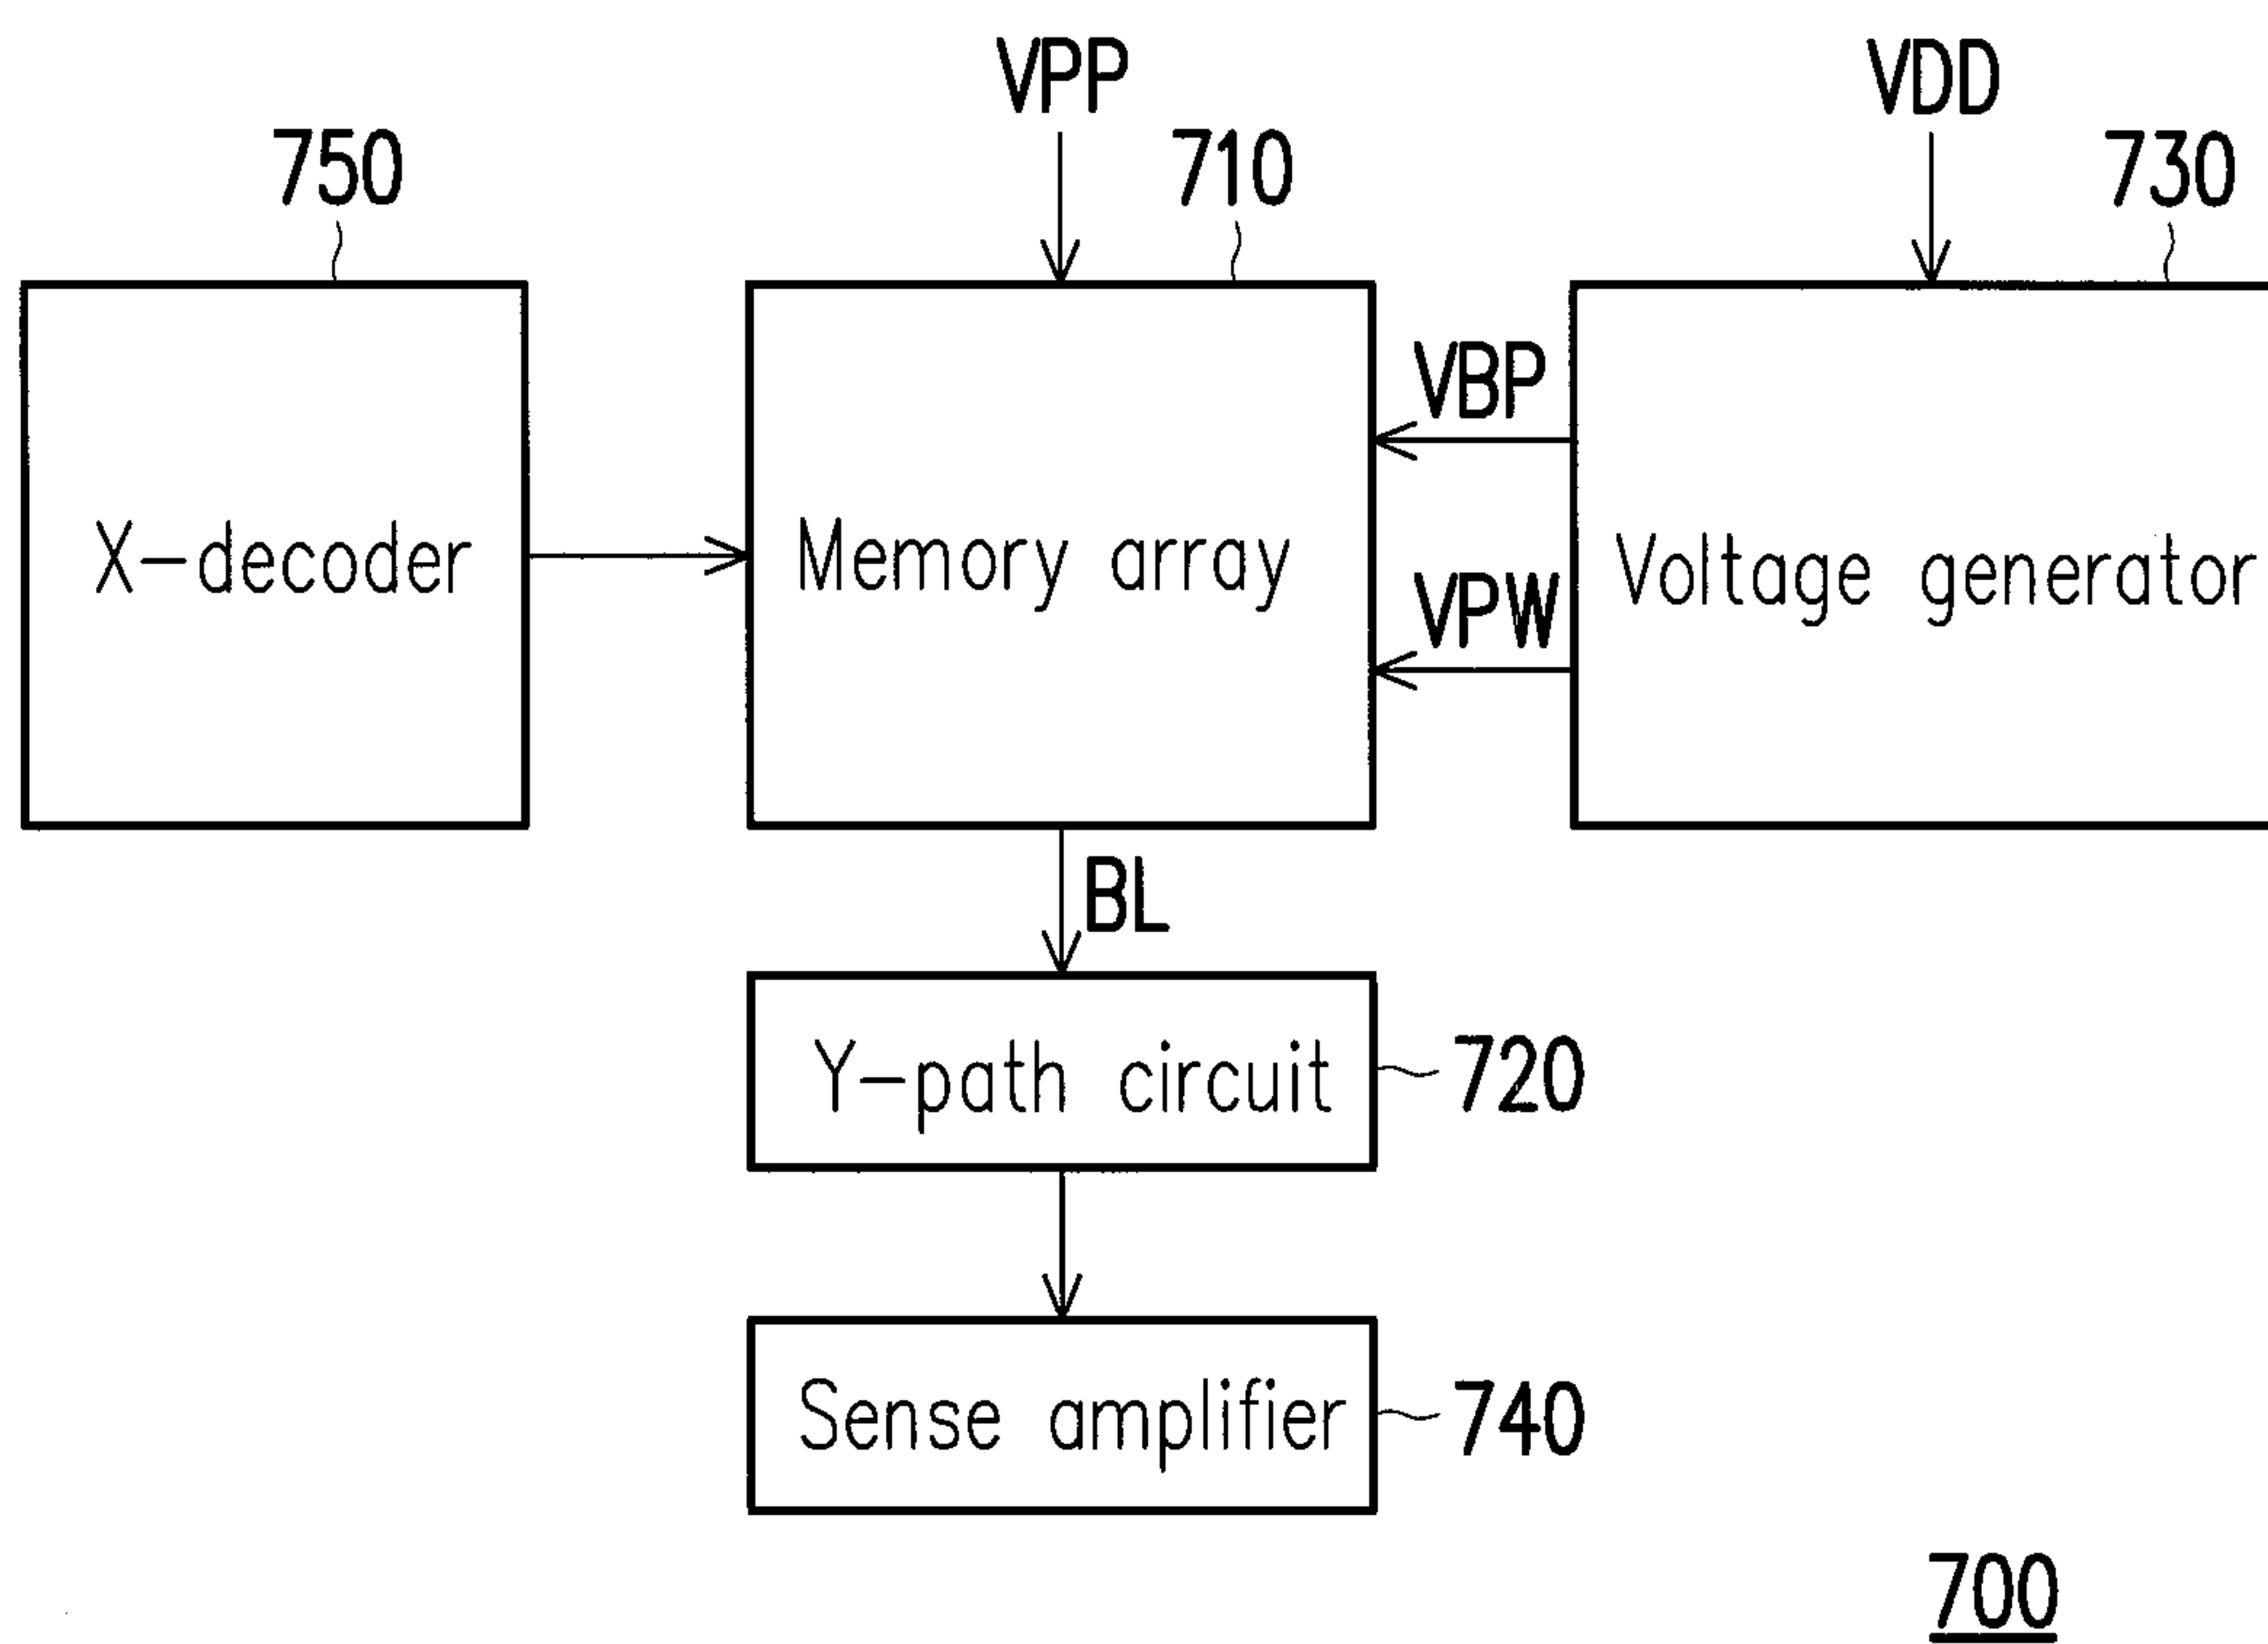 VPP
VDD
750
710
730
VBP
X-decoder
Memory array
Voltage generator
VPW
BL
Y-path circuit
720
Sense amplifier
740
700